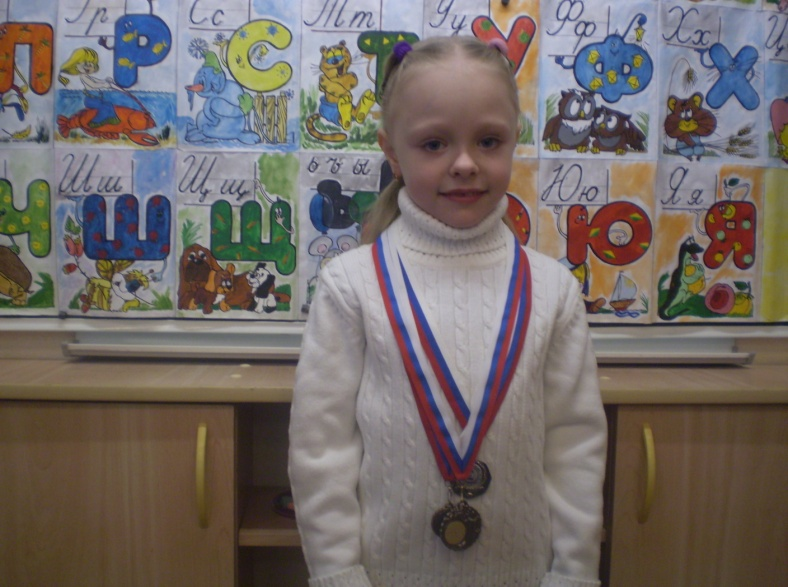 П Рр Р Сс С Тт Т Уу У Фф Ф Хх Х
Ч Шш Ш Щщ Щ ь ъ ы Юю Ю Яя Я